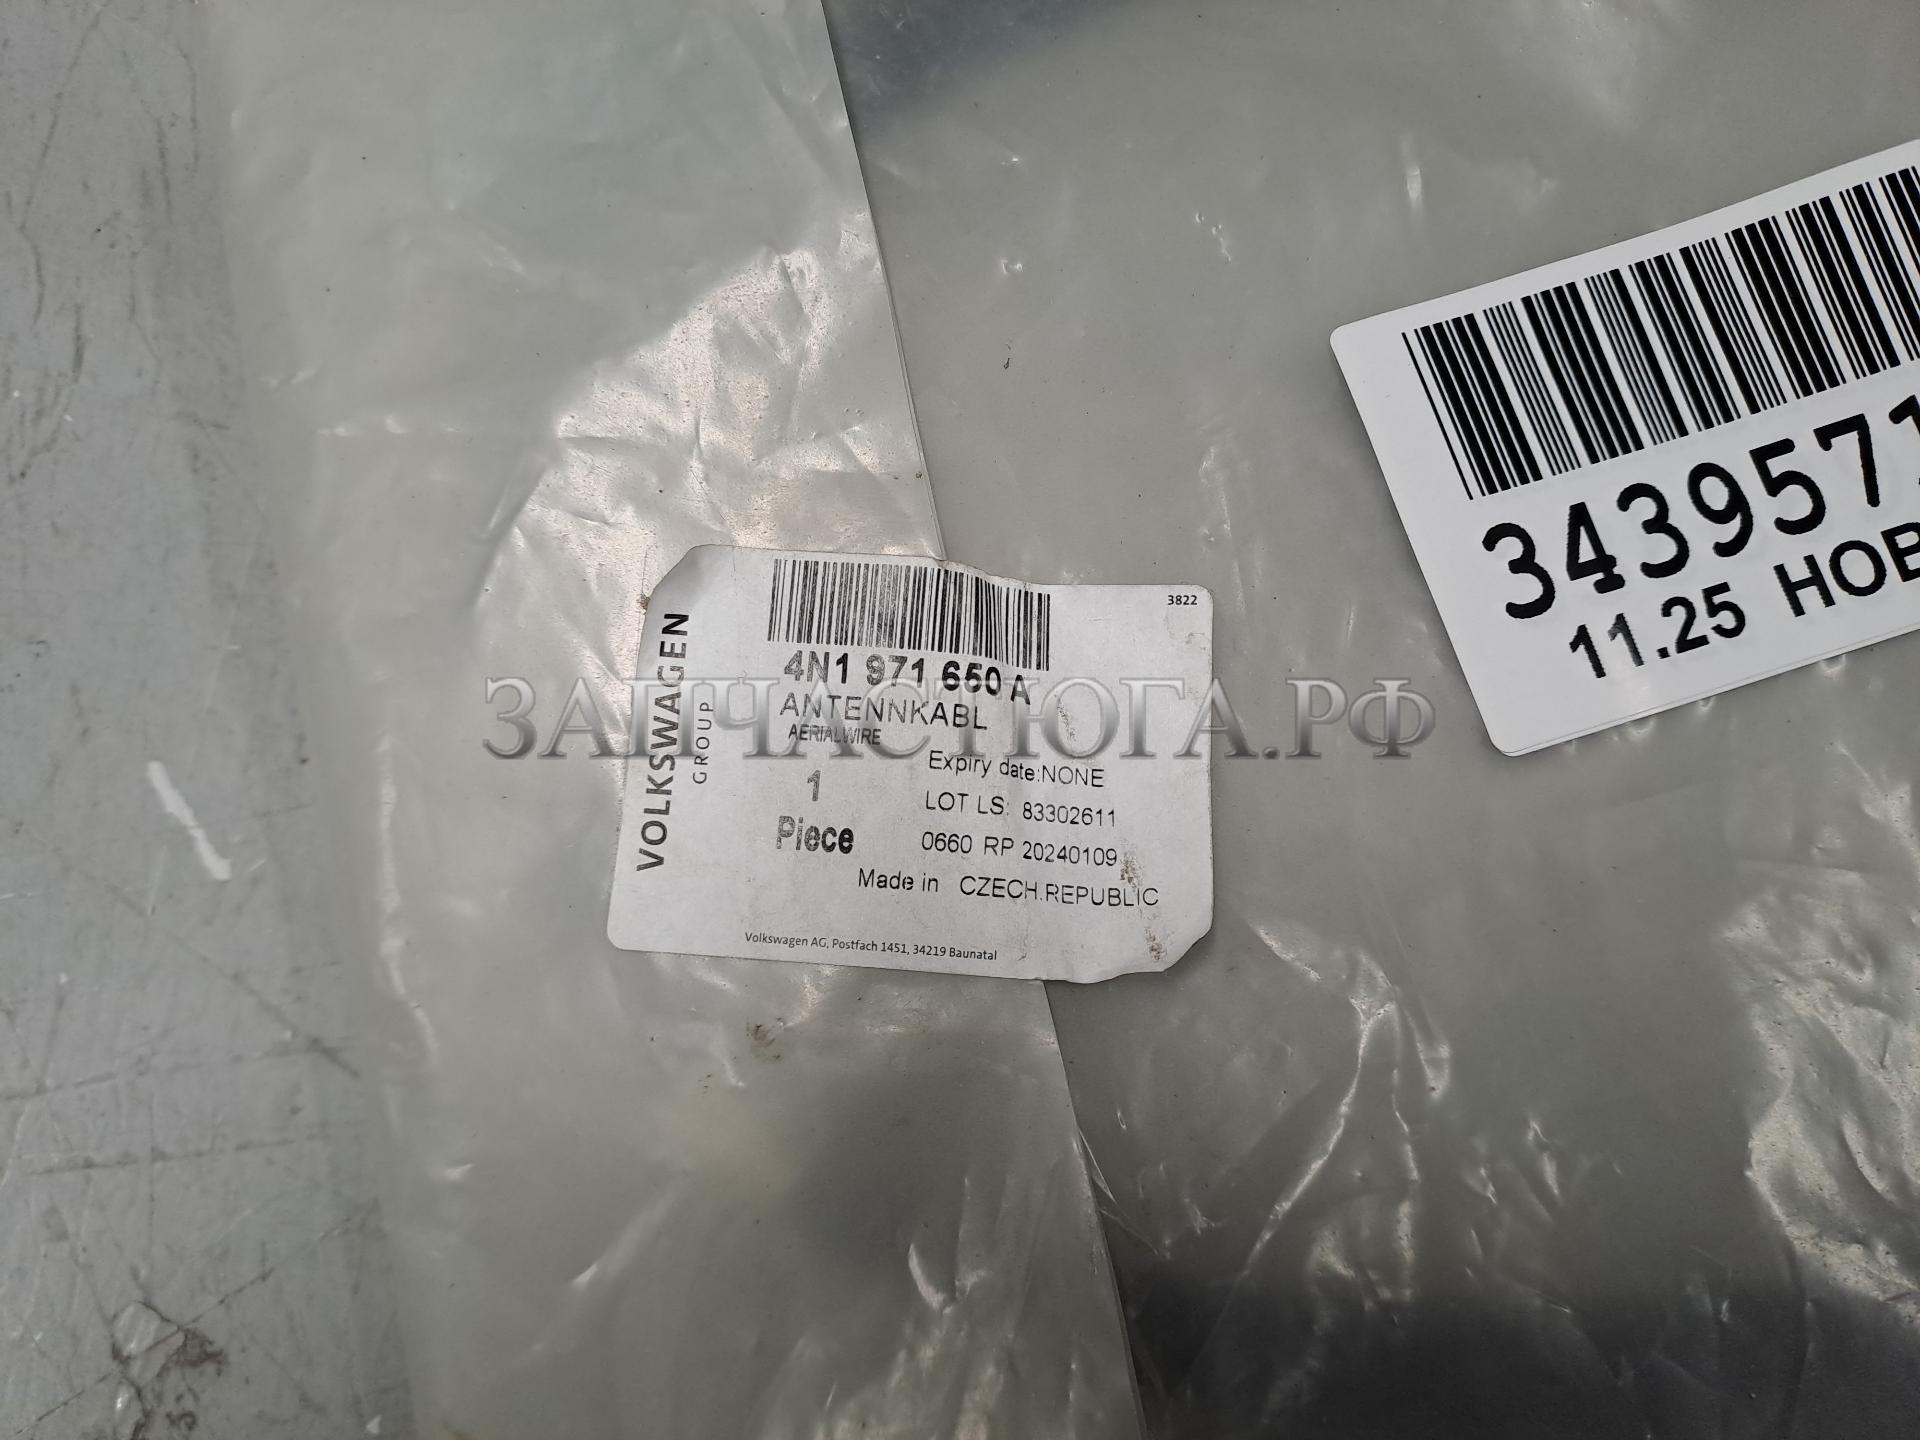 3822
VOLKSWAGEN
GROUP
4N1 971 650 A
ANTENNKABL
AERIALWIRE
1
Piece
Expiry date:NONE
LOT LS: 83302611
0660 RP 20240109
Made in CZECH.REPUBLIC
Volkswagen AG, Postfach 1451, 34219 Baunatal
ЗАПЧАСТЮГА.РФ
3439571
11.25 НОВ